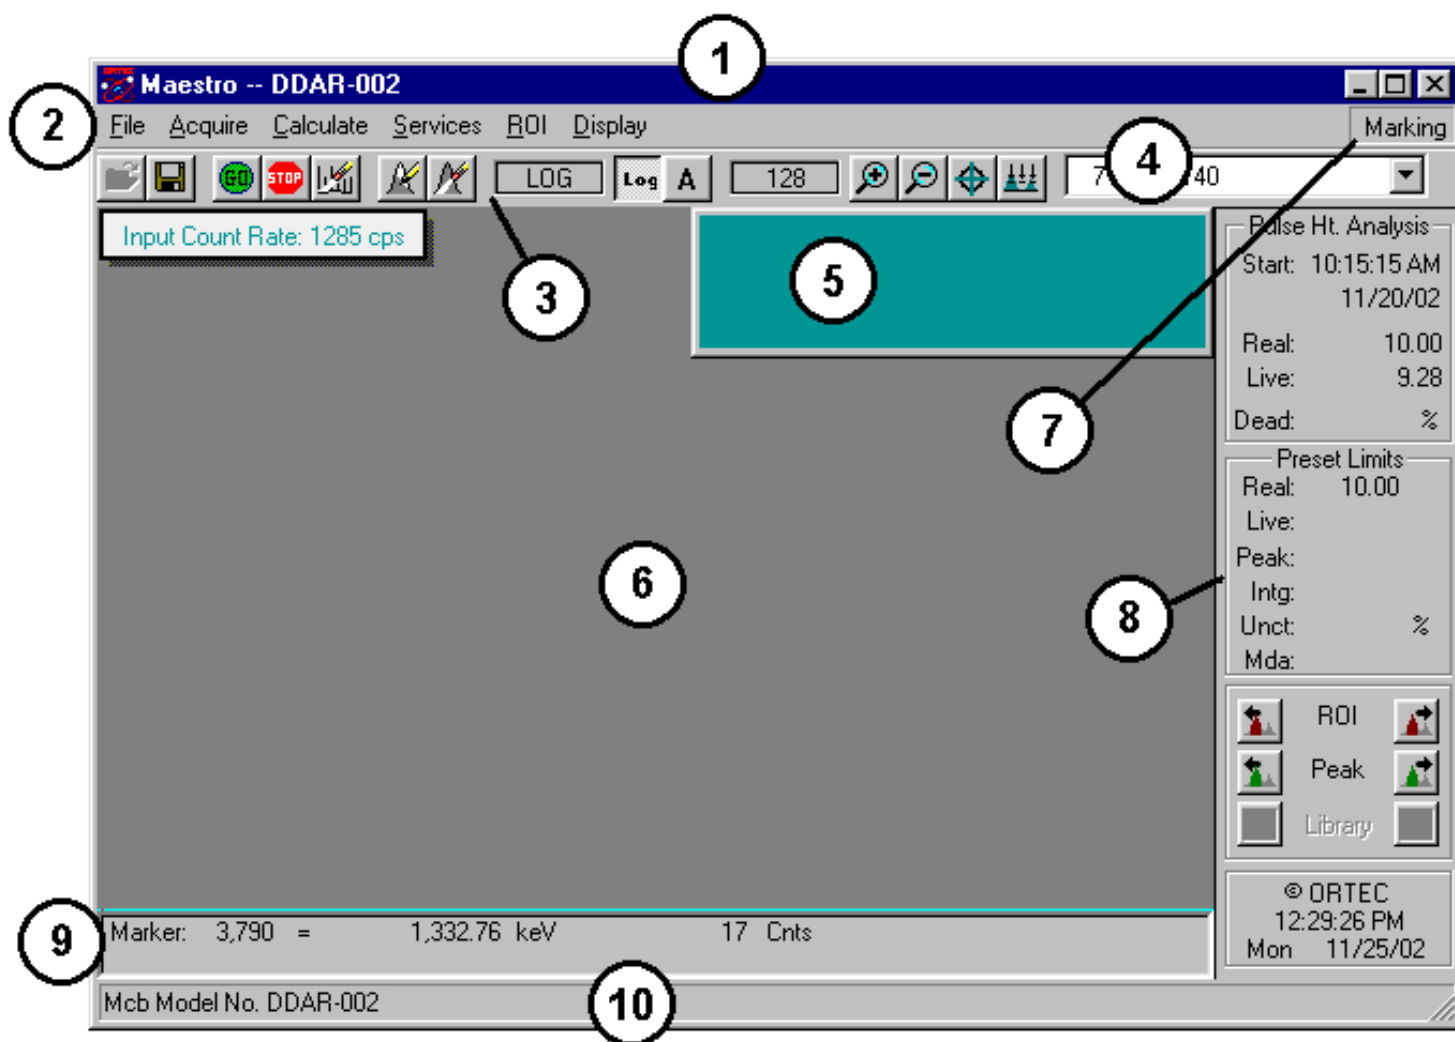 1
ORTEC
Maestro -- DDAR-002
2
File Acquire Calculate Services ROI Display
Marking
GO STOP LOG Log A 128
7 4 40
Input Count Rate: 1285 cps
3
5
6
7
8
Pulse Ht. Analysis
Start: 10:15:15 AM
11/20/02
Real: 10.00
Live: 9.28
Dead: %
Preset Limits
Real: 10.00
Live:
Peak:
Intg:
Unct: %
Mda:
ROI
Peak
Library
© ORTEC
12:29:26 PM
Mon 11/25/02
9
Marker: 3,790 = 1,332.76 keV 17 Cnts
Mcb Model No. DDAR-002
10